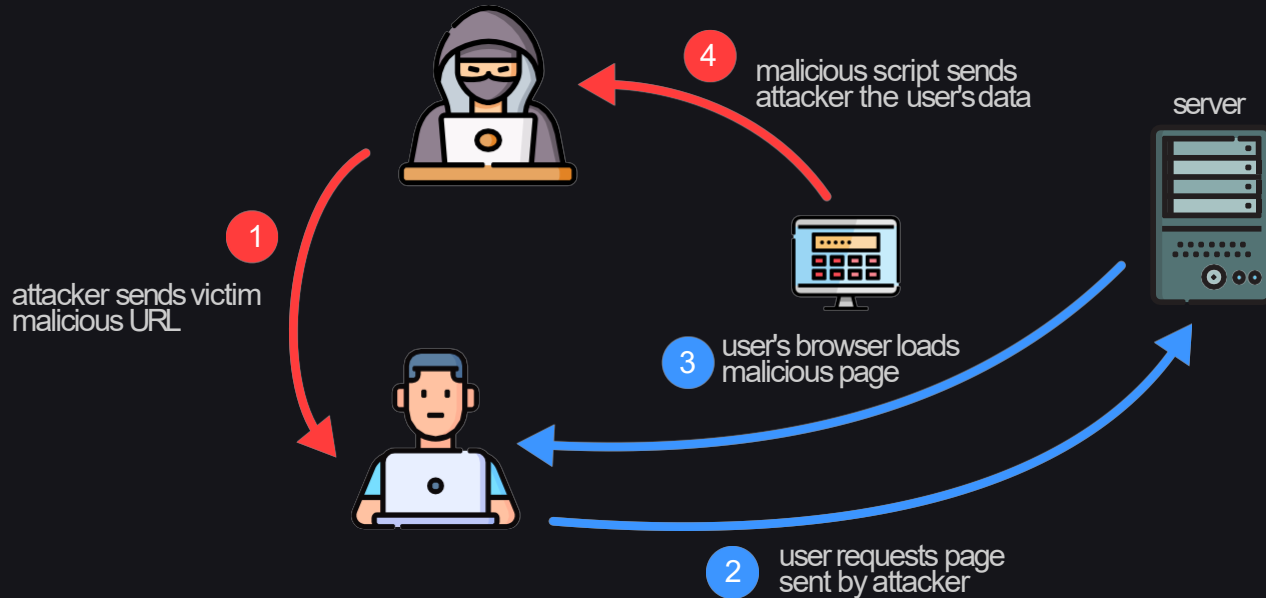 4
malicious script sends
attacker the user's data
server
1
attacker sends victim
malicious URL
3
user's browser loads
malicious page
2
user requests page
sent by attacker